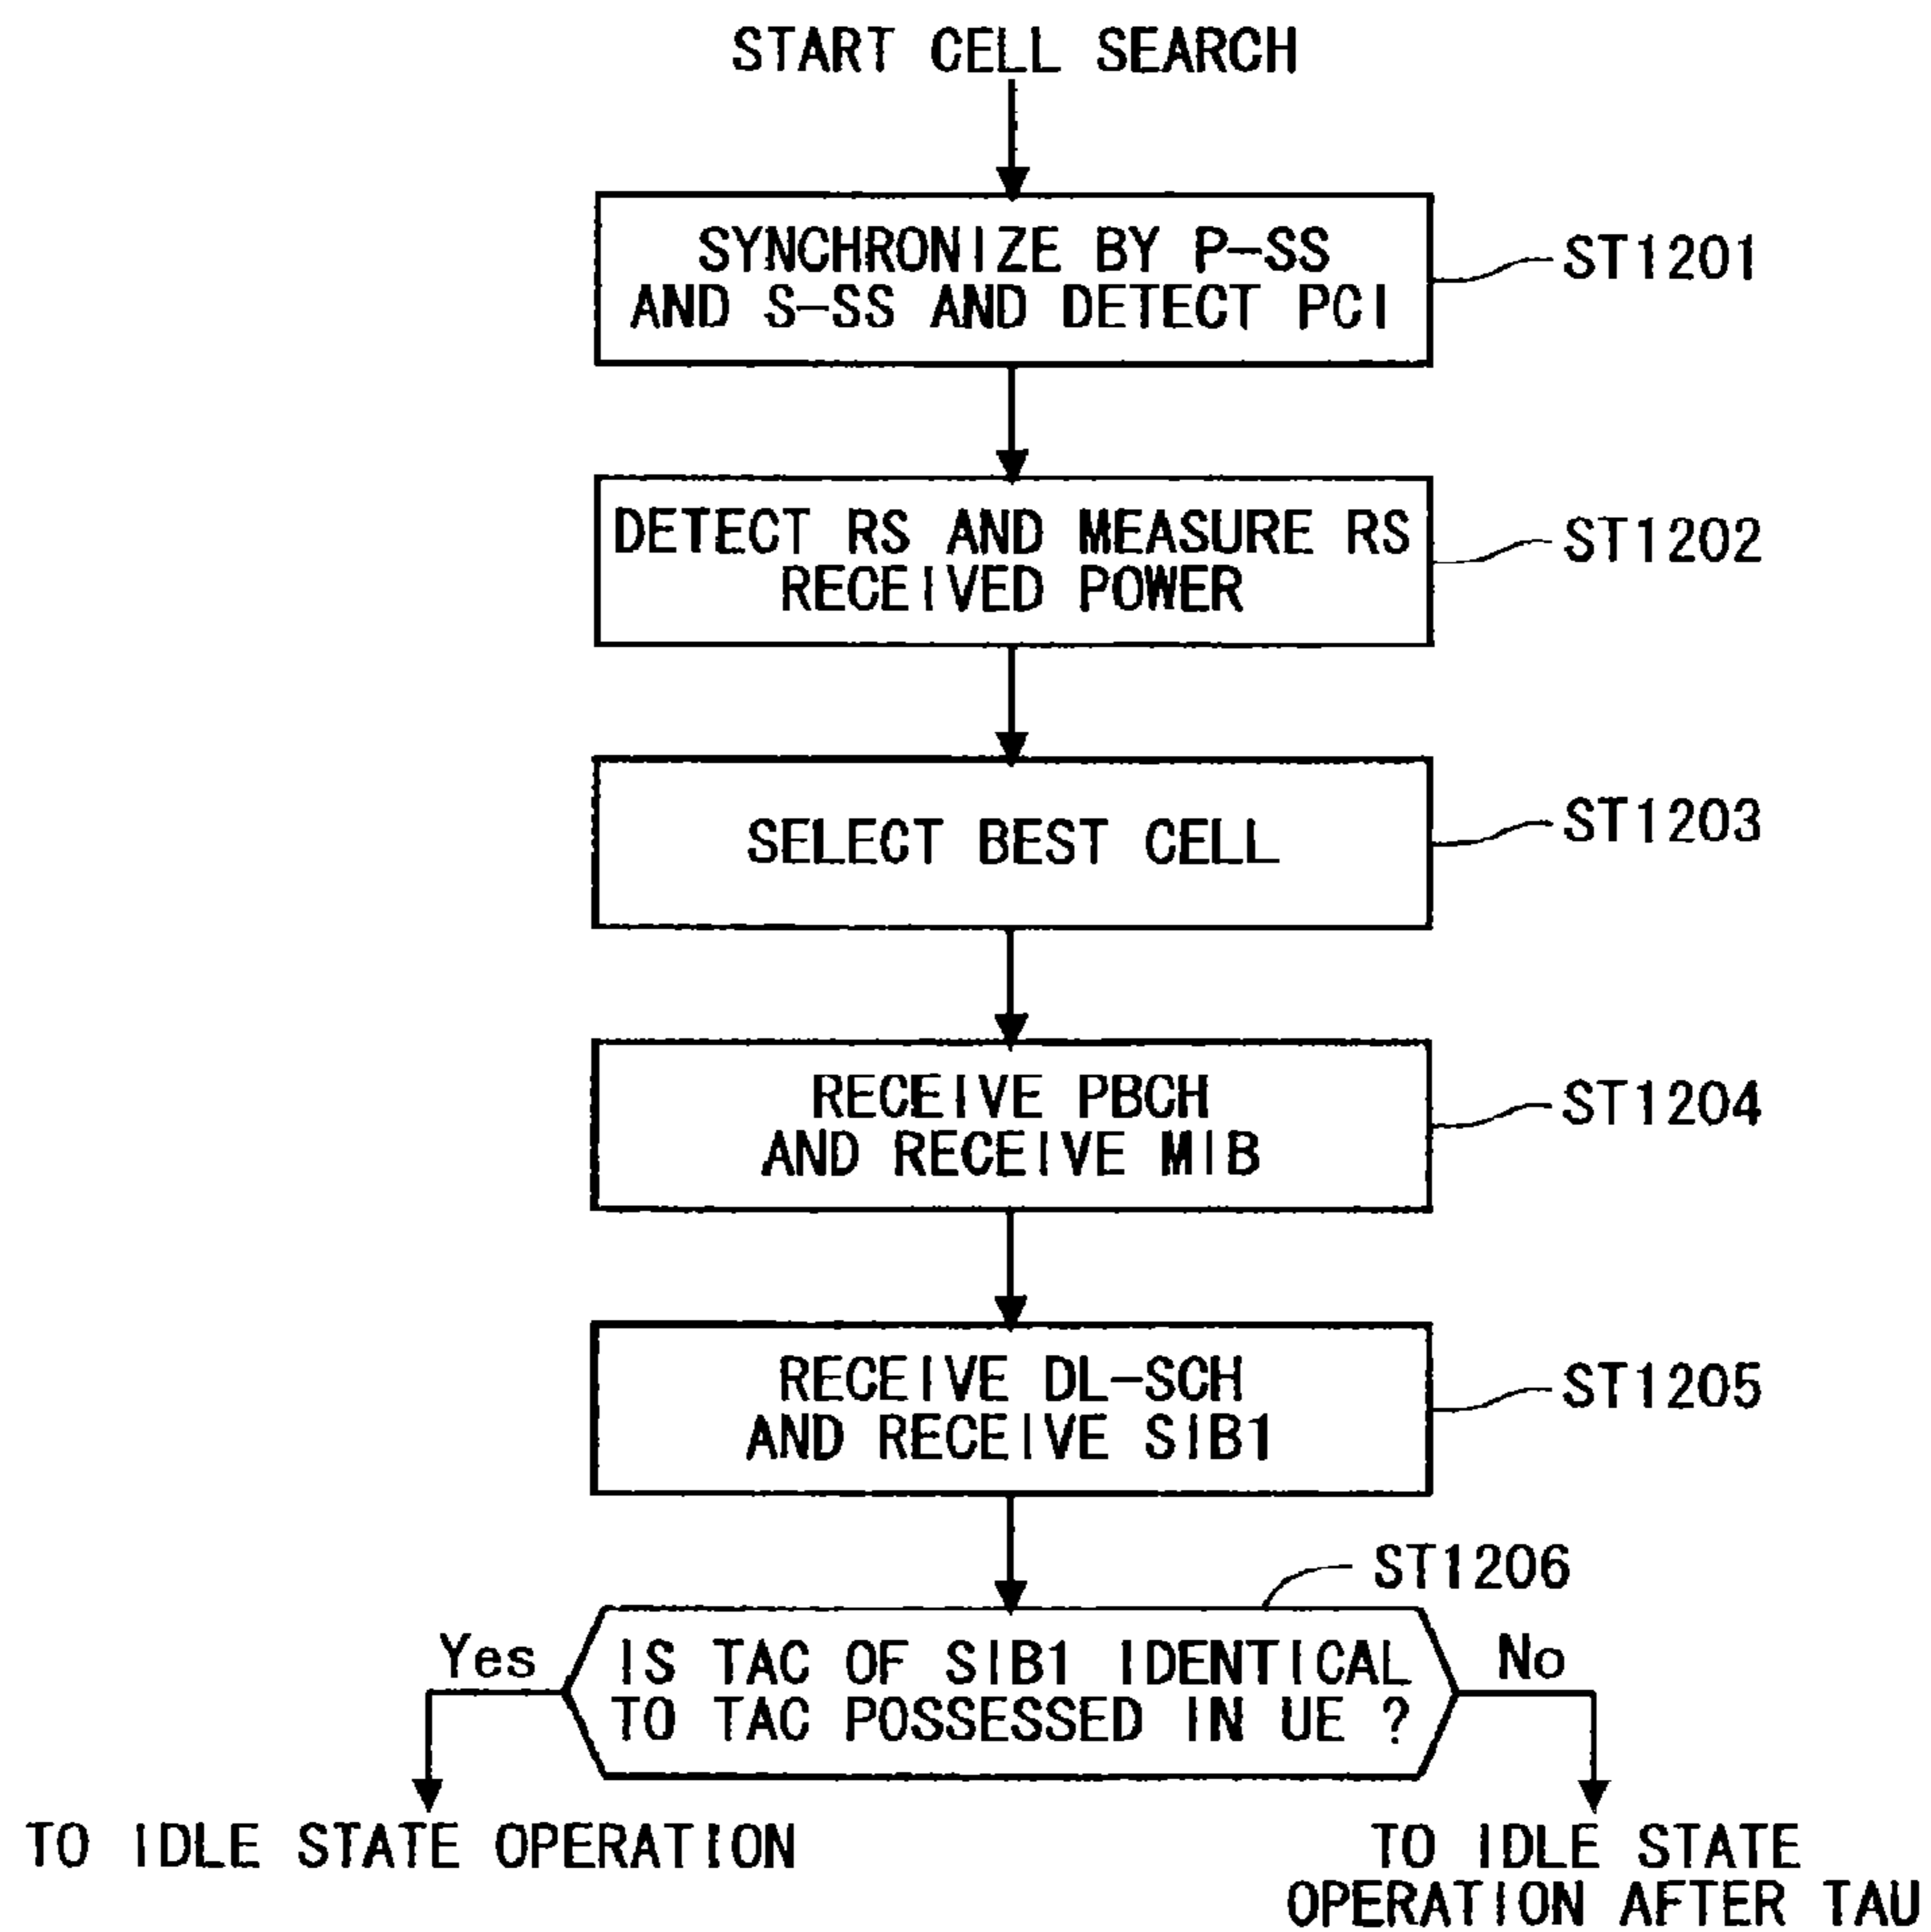 START CELL SEARCH
SYNCHRONIZE BY P-SS
AND S-SS AND DETECT PCI
ST1201
DETECT RS AND MEASURE RS
RECEIVED POWER
ST1202
SELECT BEST CELL
ST1203
RECEIVE PBCH
AND RECEIVE MIB
ST1204
RECEIVE DL-SCH
AND RECEIVE SIB1
ST1205
ST1206
IS TAC OF SIB1 IDENTICAL
TO TAC POSSESSED IN UE ?
Yes
No
TO IDLE STATE OPERATION
TO IDLE STATE
OPERATION AFTER TAU